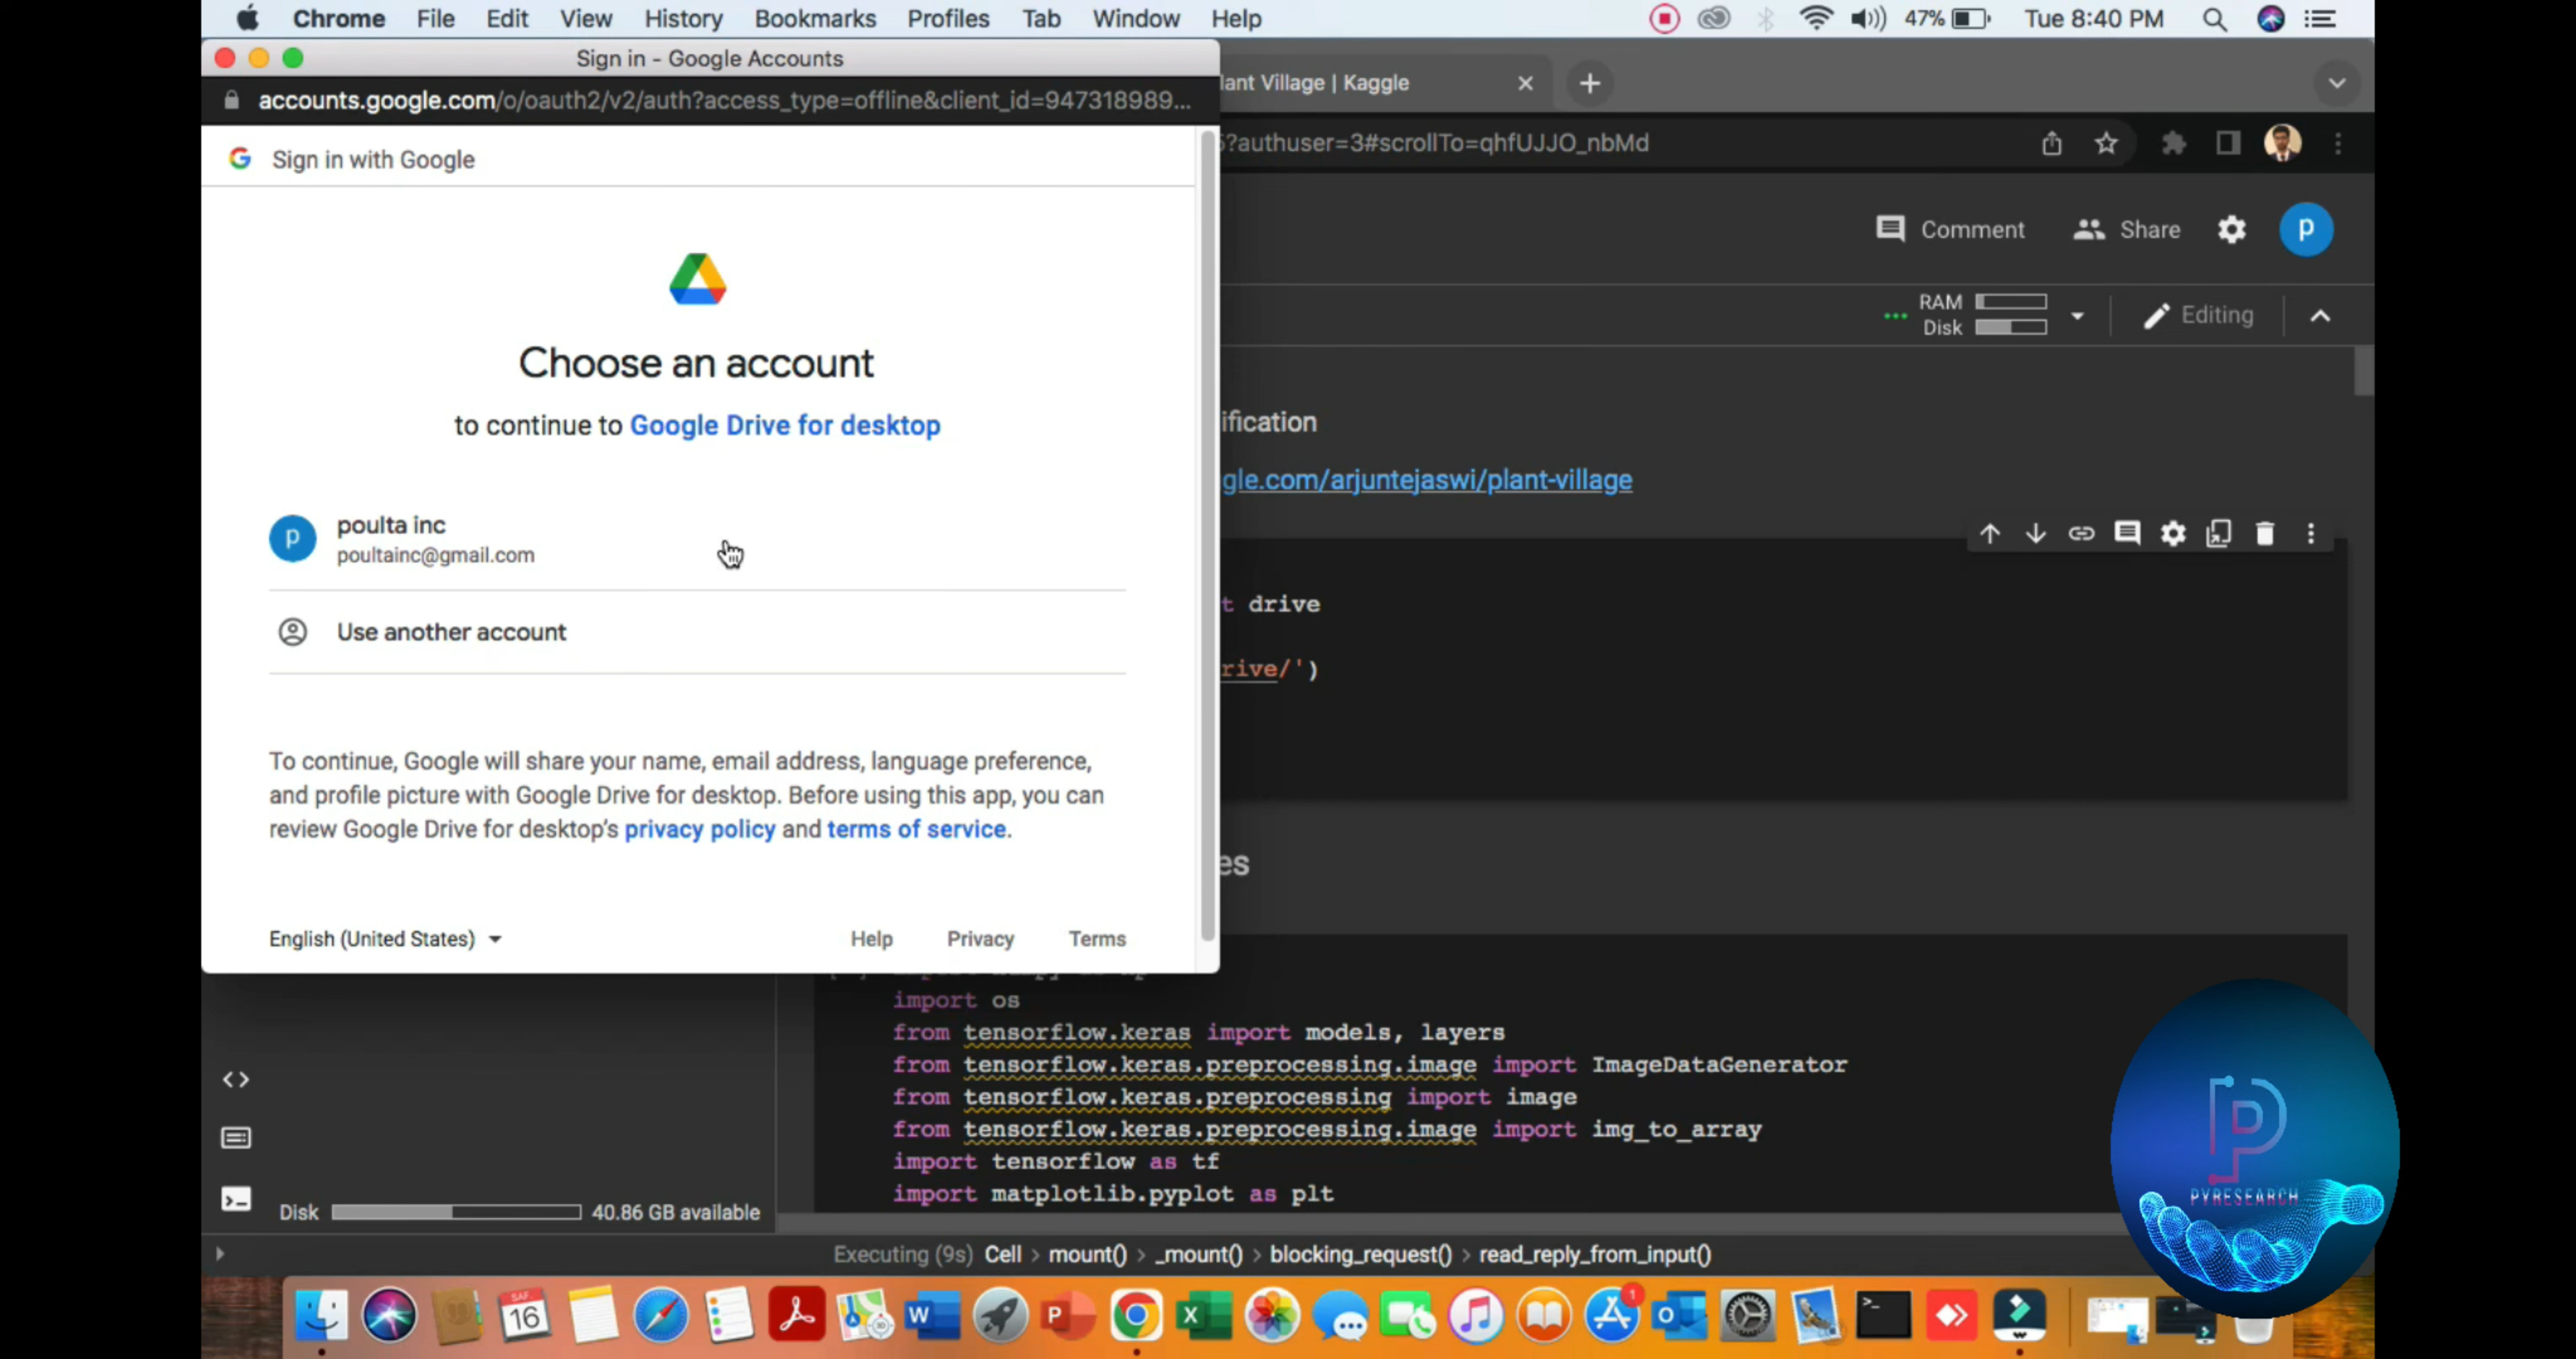 Chrome File Edit View History Bookmarks Profiles Tab Window Help 47% Tue 8:40 PM
Sign in - Google Accounts
accounts.google.com/o/oauth2/v2/auth?access_type=offline&client_id=947318989...
lant Village | Kaggle
5?authuser=3#scrollTo=qhfUJJO_nbMd
G Sign in with Google
Comment Share p
RAM
Disk
Editing
Choose an account
to continue to Google Drive for desktop
ification
gle.com/arjuntejaswi/plant-village
p poulta inc
poultainc@gmail.com
Use another account
t drive
rive/')
To continue, Google will share your name, email address, language preference,
and profile picture with Google Drive for desktop. Before using this app, you can
review Google Drive for desktop's privacy policy and terms of service.
es
English (United States) Help Privacy Terms
import os
from tensorflow.keras import models, layers
from tensorflow.keras.preprocessing.image import ImageDataGenerator
from tensorflow.keras.preprocessing import image
from tensorflow.keras.preprocessing.image import img_to_array
import tensorflow as tf
import matplotlib.pyplot as plt
Disk 40.86 GB available
PYRESEARCH
Executing (9s) Cell > mount() > _mount() > blocking_request() > read_reply_from_input()
SAF. 16 W P X 1 O